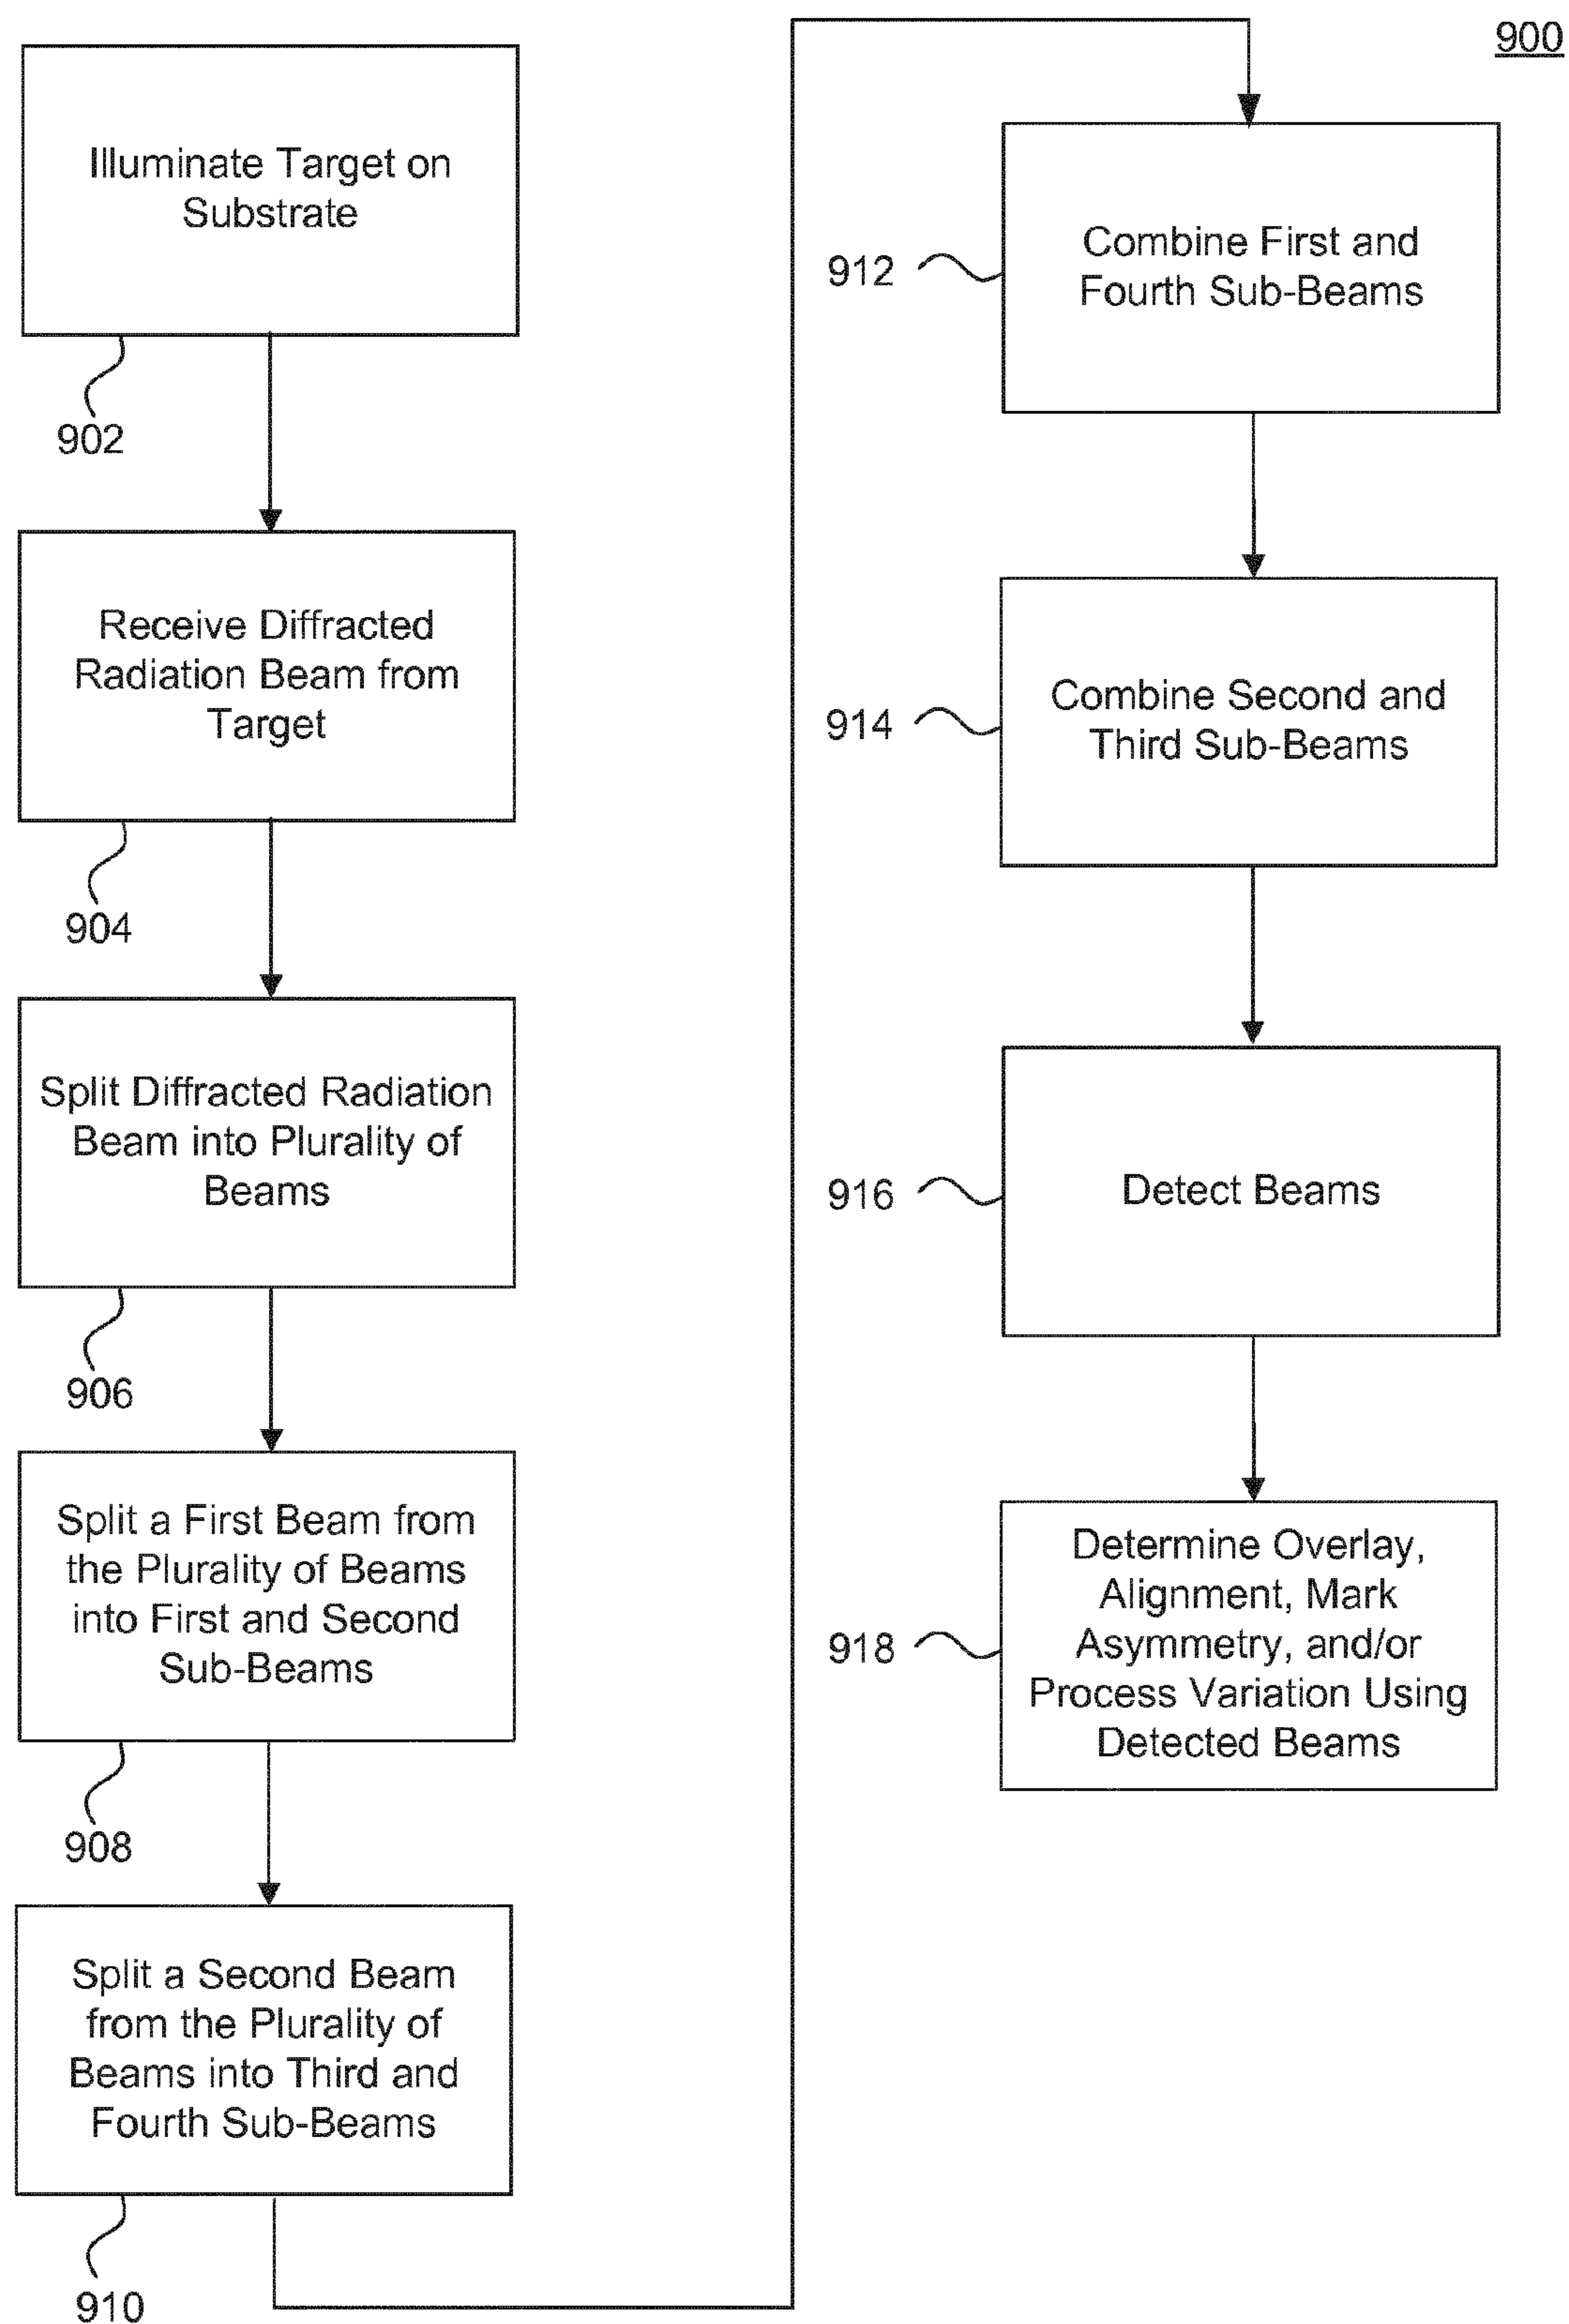 900
Illuminate Target on
Substrate
902
Receive Diffracted
Radiation Beam from
Target
904
Split Diffracted Radiation
Beam into Plurality of
Beams
906
Split a First Beam from
the Plurality of Beams
into First and Second
Sub-Beams
908
Split a Second Beam
from the Plurality of
Beams into Third and
Fourth Sub-Beams
910
Combine First and
Fourth Sub-Beams
912
Combine Second and
Third Sub-Beams
914
Detect Beams
916
Determine Overlay,
Alignment, Mark
Asymmetry, and/or
Process Variation Using
Detected Beams
918